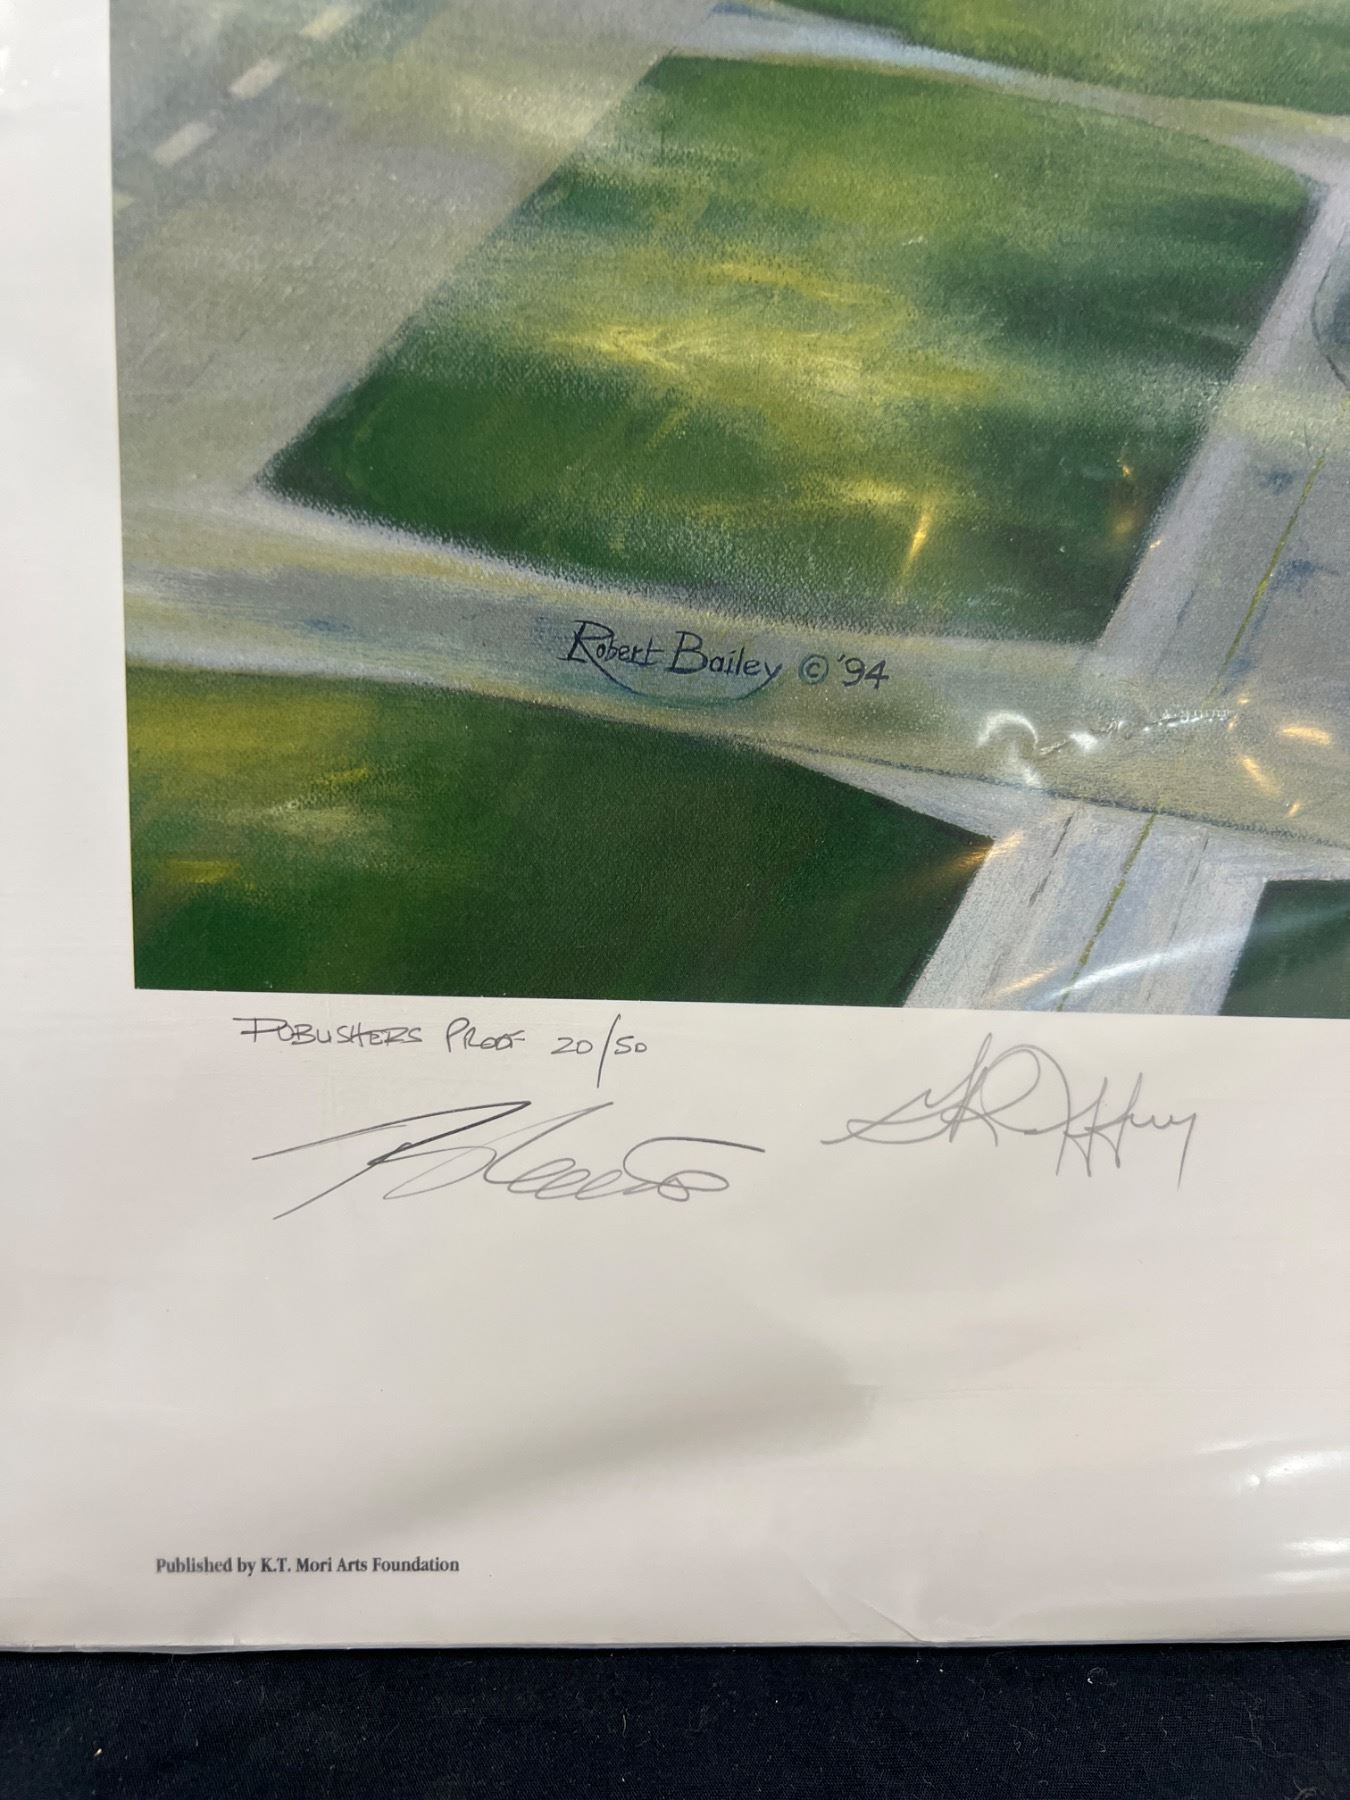 Robert Bailey © '94
PUBLISHERS PROOF 20/50
Published by K.T. Mori Arts Foundation